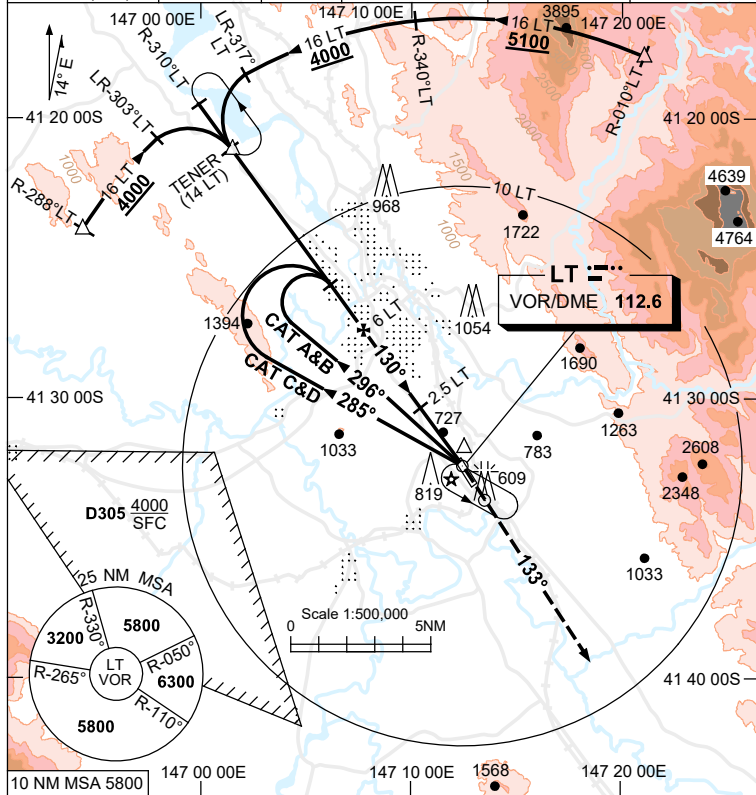 147 00 00E
147 10 00E
3895
147 20 00E
14° E
R-310°LT
LR-317°
LT
16 LT
4000
R-340°LT
16 LT
5100
R-010°LT
2500
2000
41 20 00S
LR-303°LT
41 20 00S
1000
R-288°LT
16 LT
4000
TENER
(14 LT)
1500
1000
10 LT
968
1722
4639
4764
LT
VOR/DME 112.6
6 LT
1054
1394
CAT A&B
296°
CAT C&D
285°
130°
2.5 LT
1690
41 30 00S
41 30 00S
727
1263
1033
783
2608
2348
819
609
D305 4000
SFC
133°
1033
25 NM MSA
R-330°
5800
3200
LT
VOR
R-050°
R-265°
6300
R-110°
5800
Scale 1:500,000
0
5NM
41 40 00S
10 NM MSA 5800
147 00 00E
147 10 00E
1568
147 20 00E